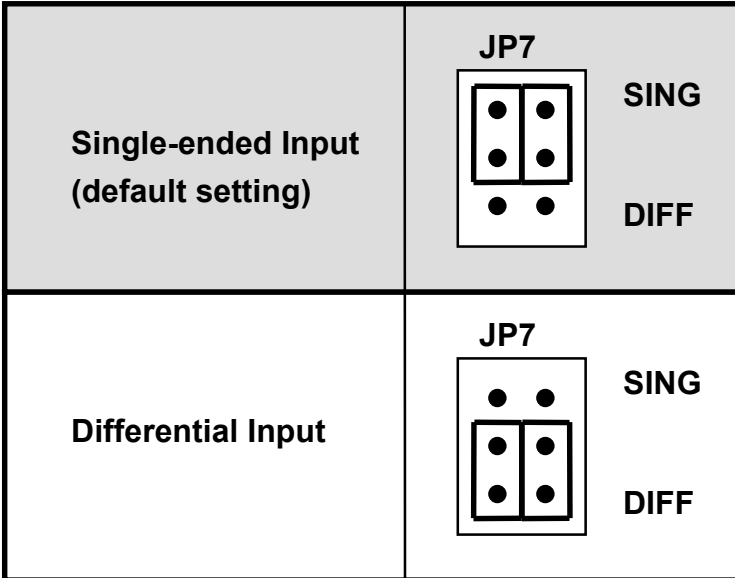 JP7
SING
Single-ended Input
(default setting)
DIFF
JP7
SING
Differential Input
DIFF